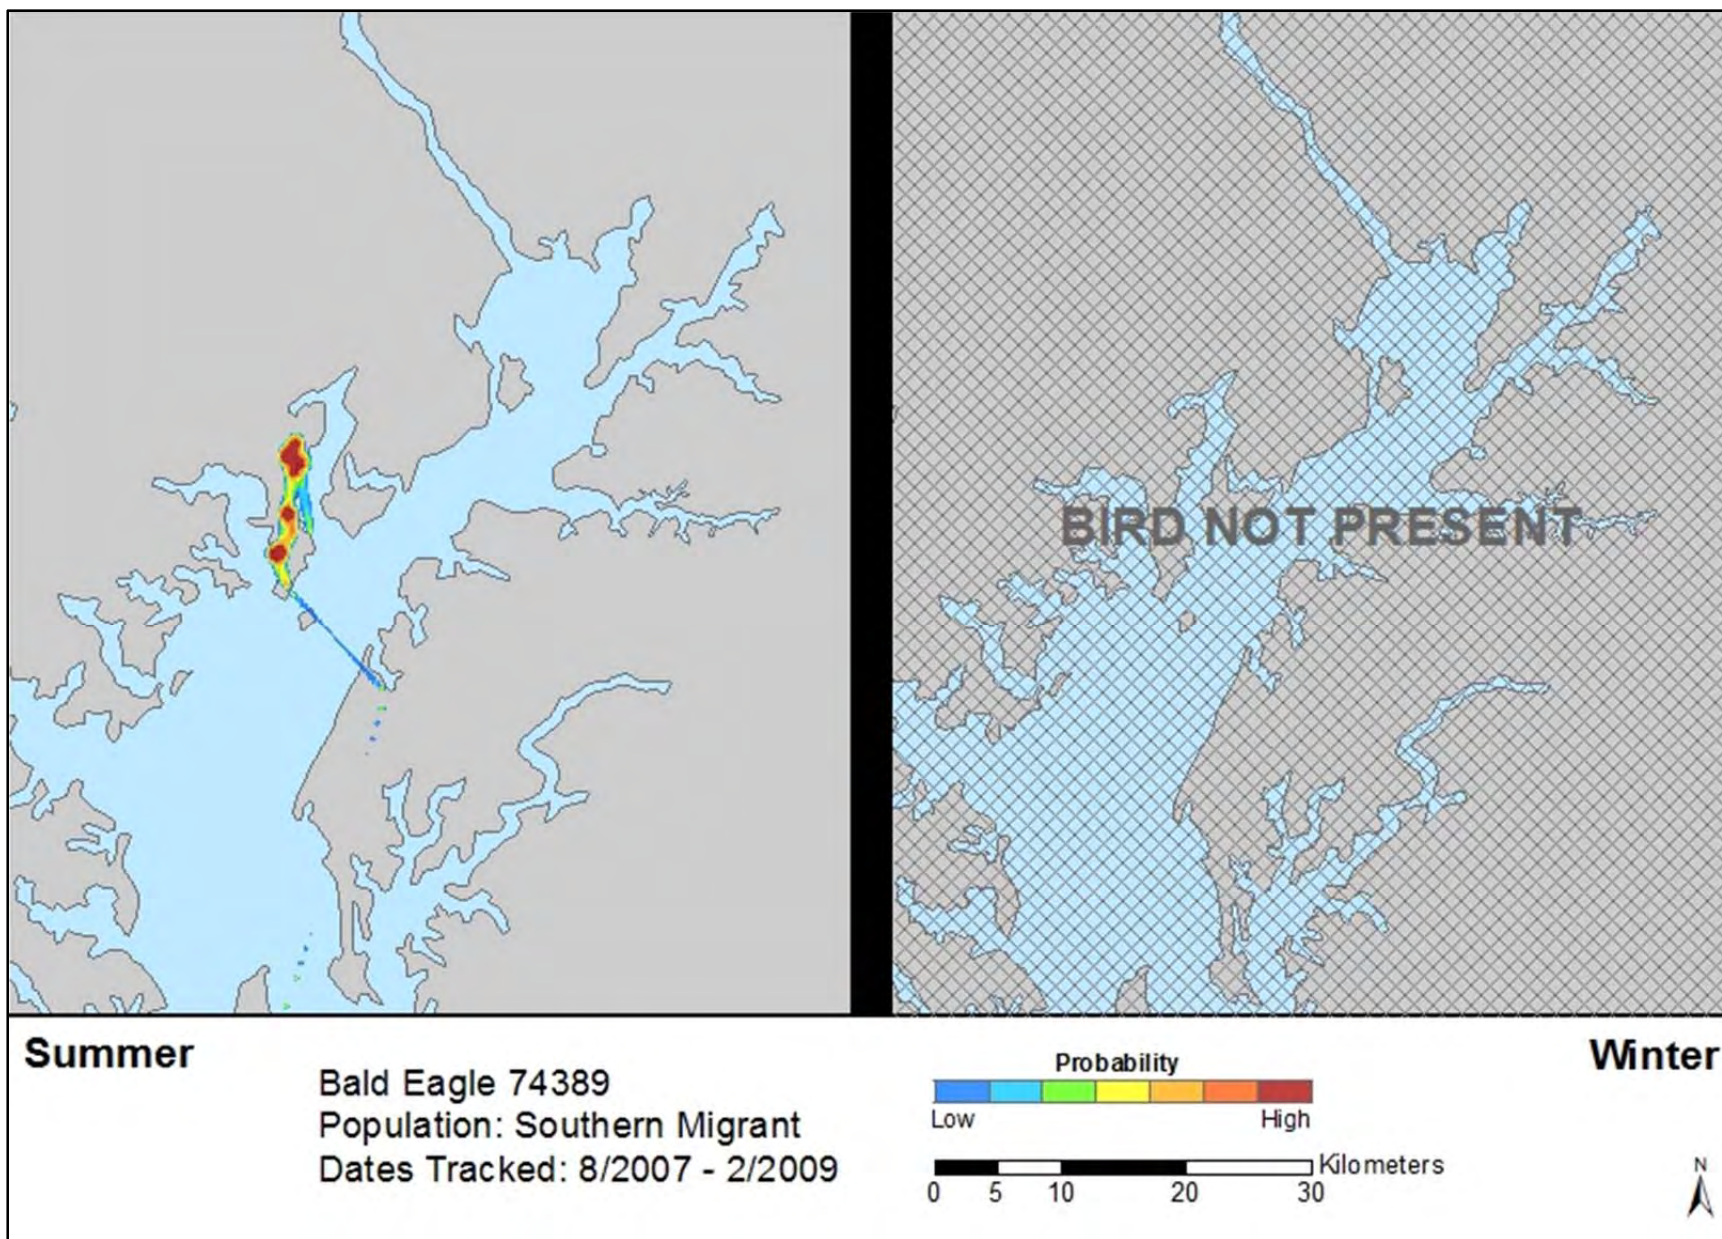 BIRD NOT PRESENT
Summer
Winter
Bald Eagle 74389
Population: Southern Migrant
Dates Tracked: 8/2007 - 2/2009
Probability
Low High
Kilometers
0 5 10 20 30
N